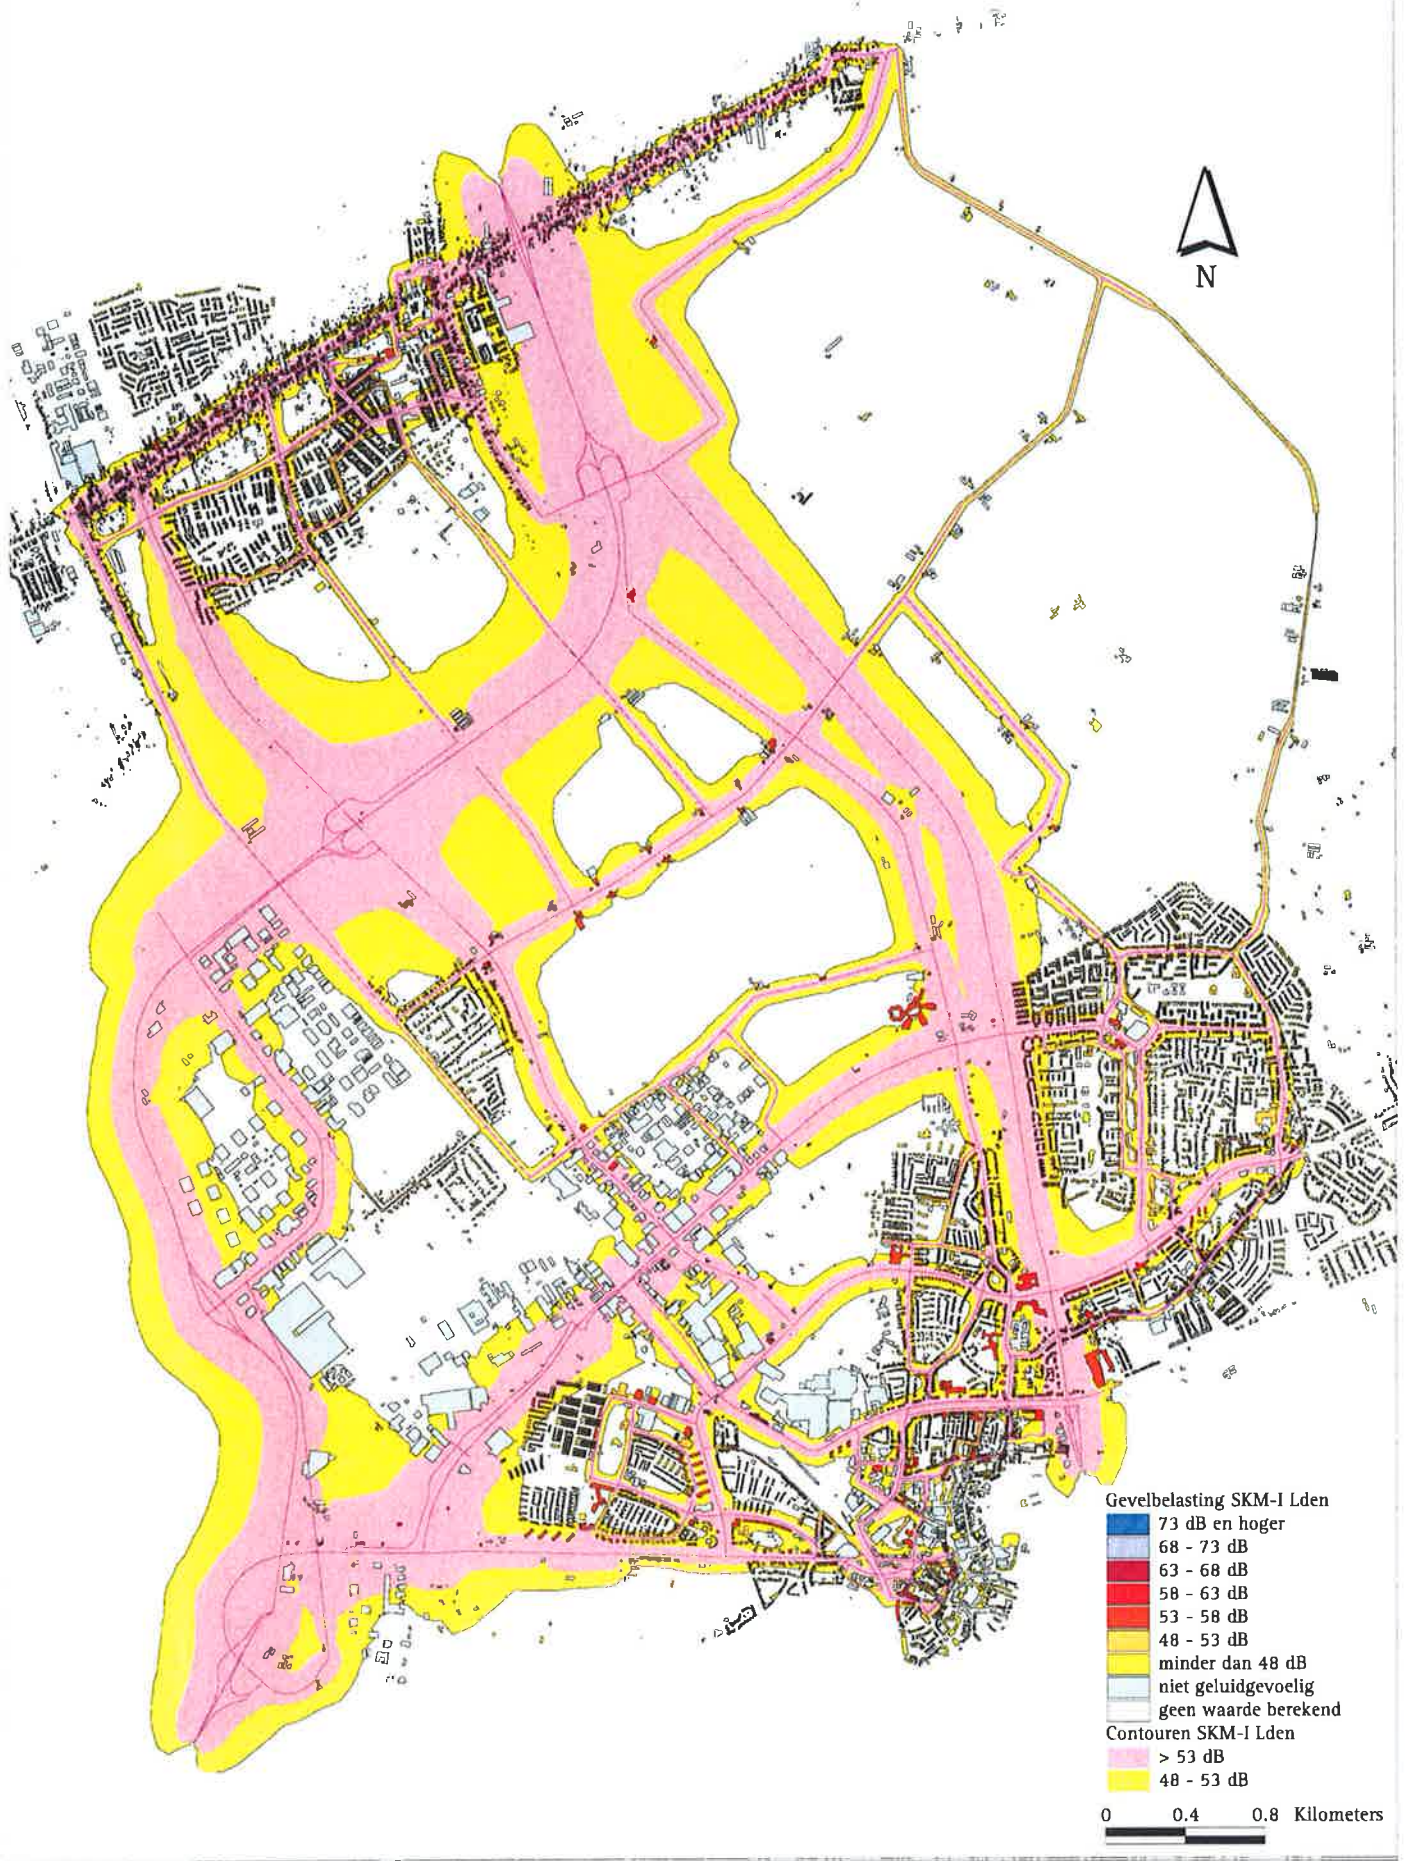 N
Gevelbelasting SKM-I Lden
73 dB en hoger
68 - 73 dB
63 - 68 dB
58 - 63 dB
53 - 58 dB
48 - 53 dB
minder dan 48 dB
niet geluidgevoelig
geen waarde berekend
Contouren SKM-I Lden
> 53 dB
48 - 53 dB
0 0.4 0.8 Kilometers